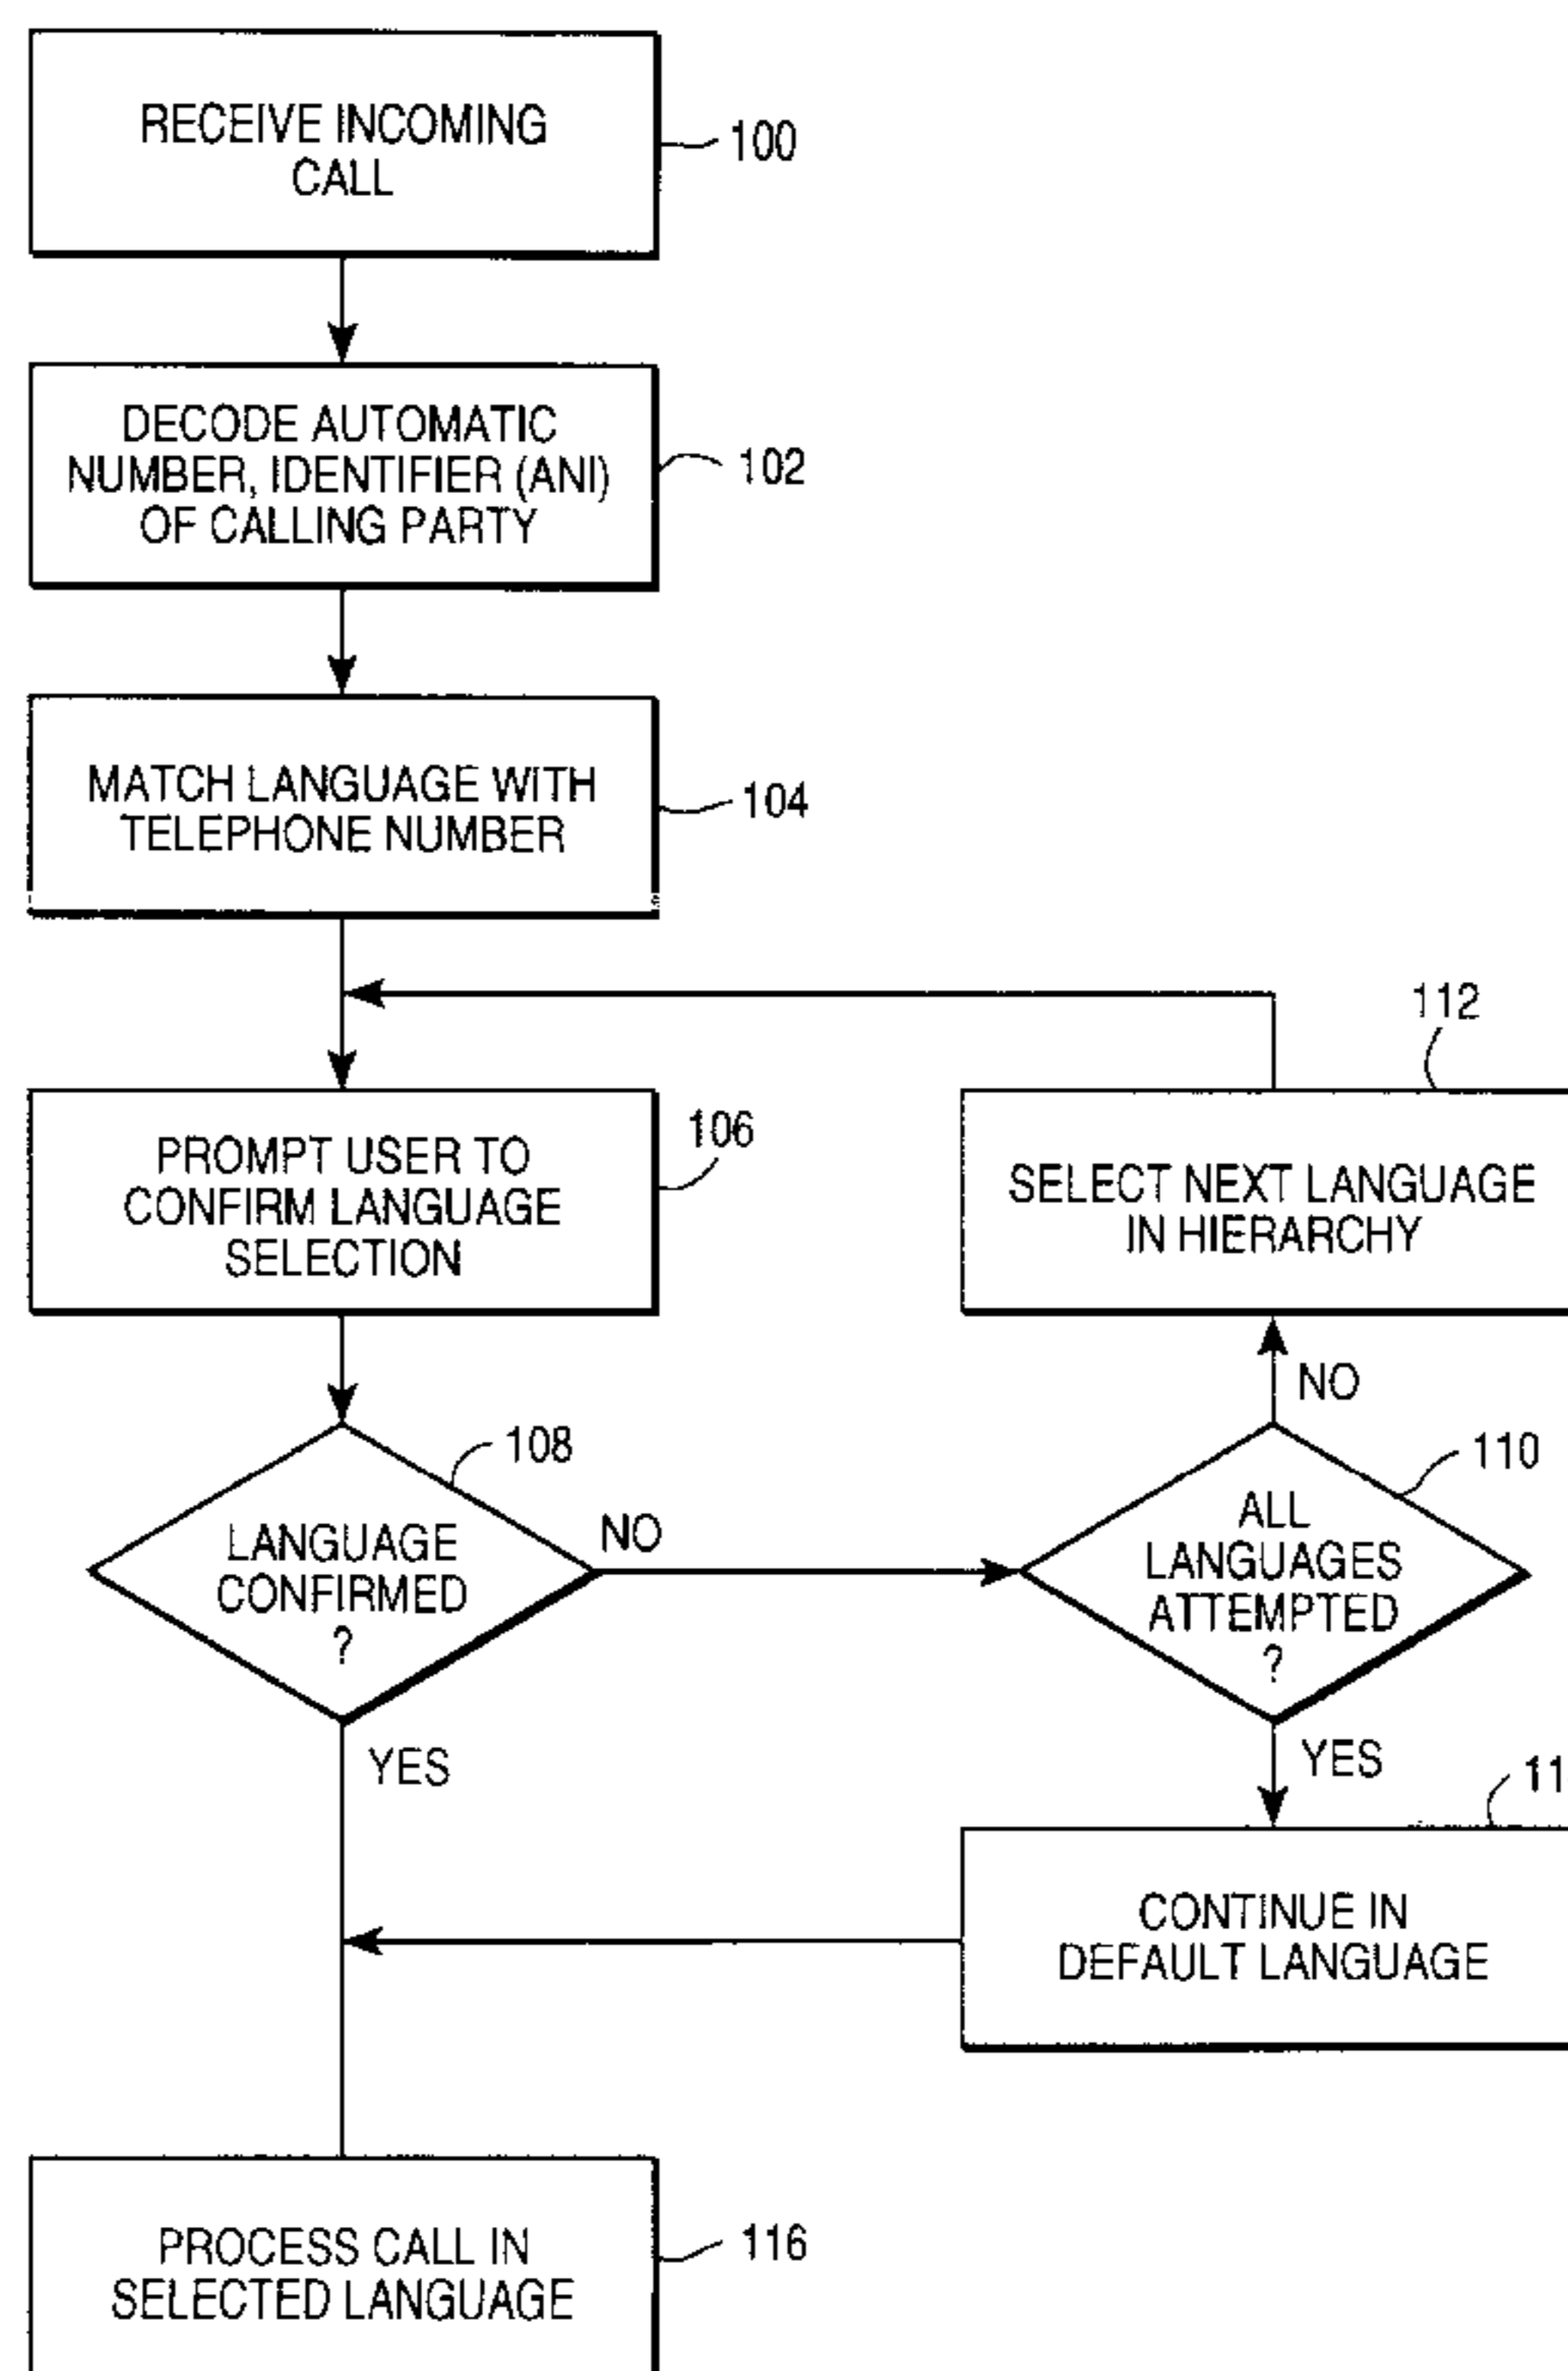 RECEIVE INCOMING
CALL
100
DECODE AUTOMATIC
NUMBER, IDENTIFIER (ANI)
OF CALLING PARTY
102
MATCH LANGUAGE WITH
TELEPHONE NUMBER
104
112
PROMPT USER TO
CONFIRM LANGUAGE
SELECTION
106
SELECT NEXT LANGUAGE
IN HIERARCHY
NO
108
LANGUAGE
CONFIRMED
?
NO
110
ALL
LANGUAGES
ATTEMPTED
?
YES
YES
CONTINUE IN
DEFAULT LANGUAGE
PROCESS CALL IN
SELECTED LANGUAGE
116